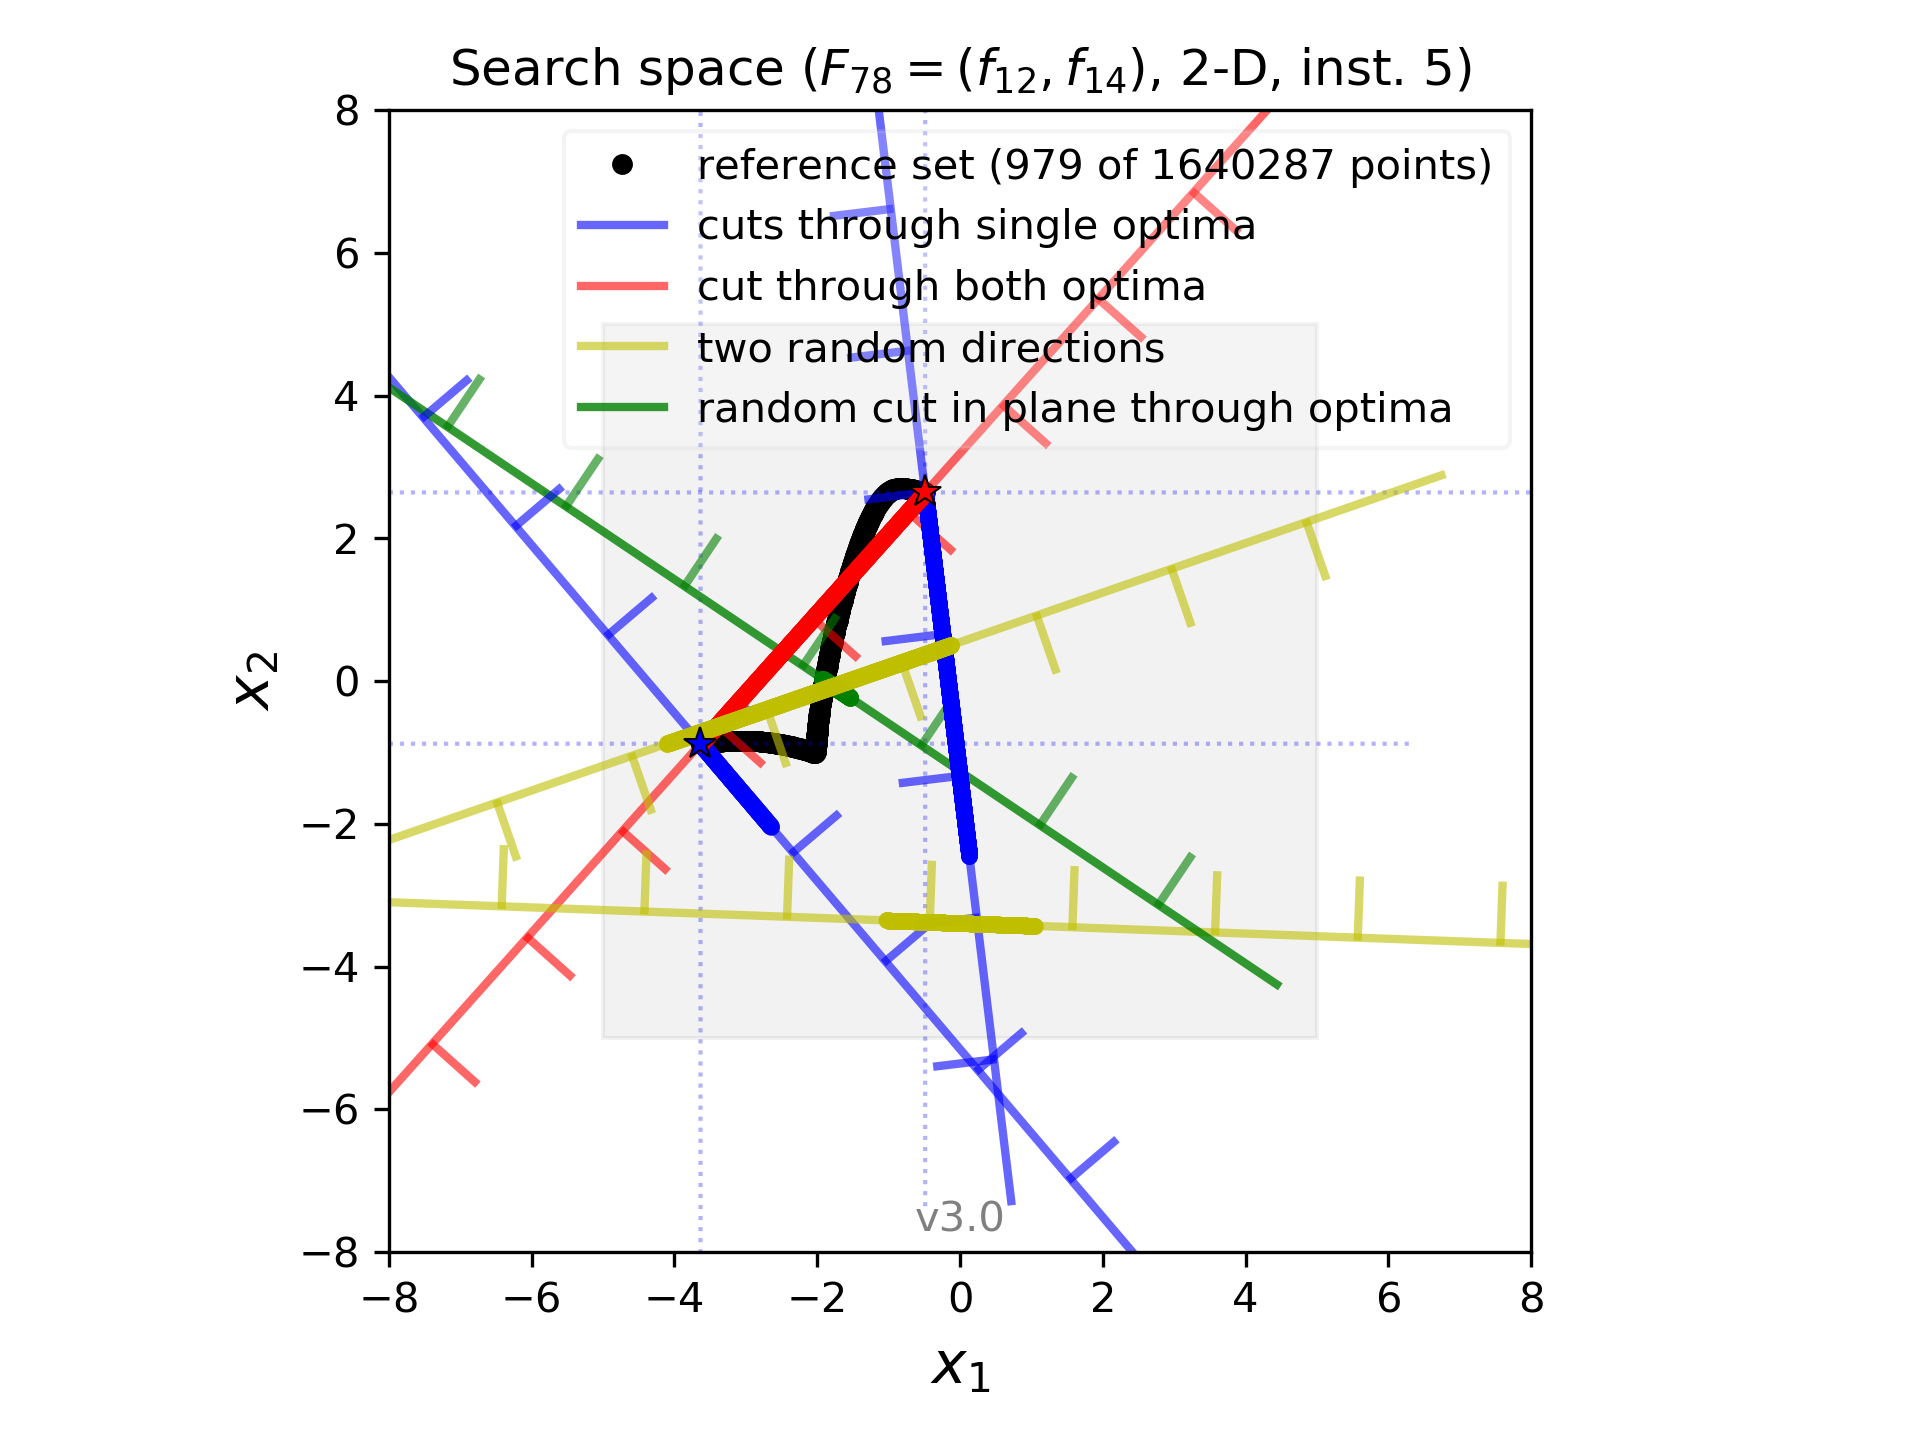 Search space (F₇₈ = (f₁₂, f₁₄), 2-D, inst. 5)
reference set (979 of 1640287 points)
cuts through single optima
cut through both optima
two random directions
random cut in plane through optima
8
6
4
2
0
−2
−4
−6
−8
x₂
v3.0
−8 −6 −4 −2 0 2 4 6 8
x₁